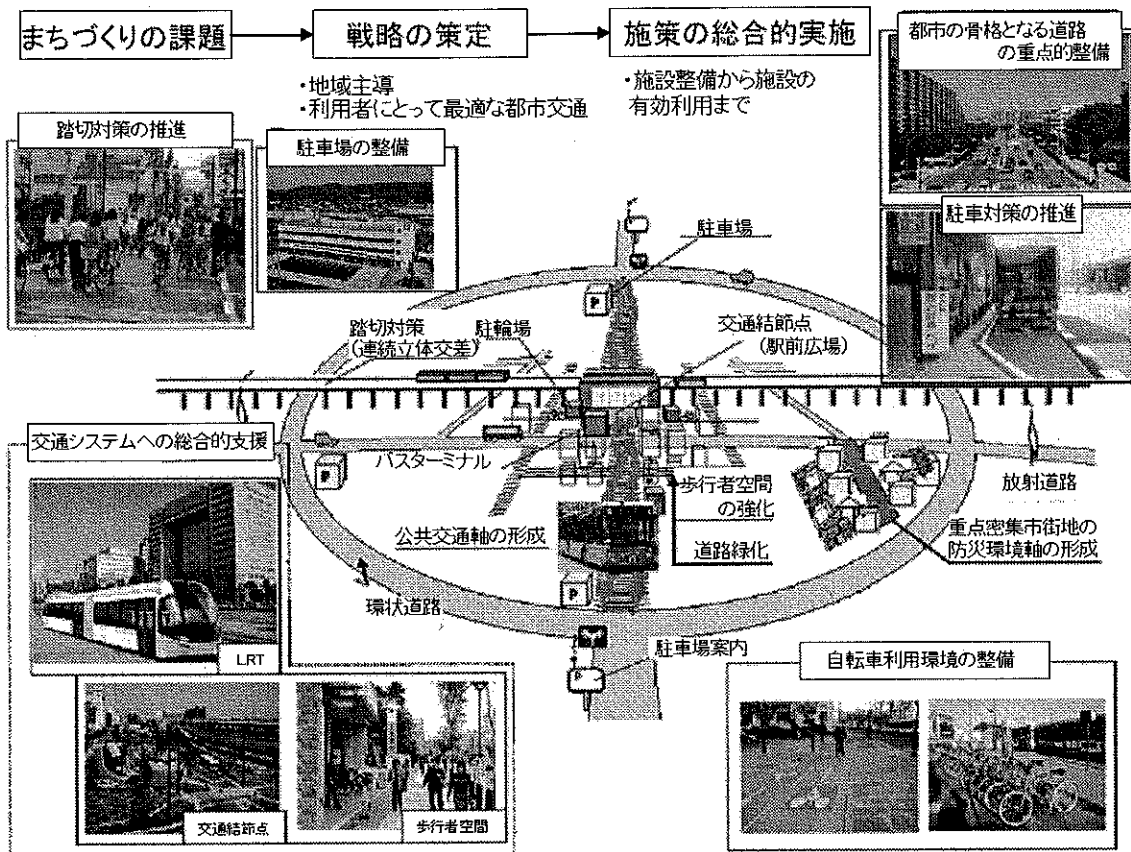 まちづくりの課題
戦略の策定
施策の総合的実施
・地域主導
・利用者にとって最適な都市交通
・施設整備から施設の
有効利用まで
都市の骨格となる道路
の重点的整備
踏切対策の推進
駐車場の整備
駐車対策の推進
駐車場
P
踏切対策
(連続立体交差)
駐輪場
交通結節点
(駅前広場)
交通システムへの総合的支援
P
バスターミナル
歩行者空間
の強化
放射道路
公共交通軸の形成
道路緑化
重点密集市街地の
防災環境軸の形成
P
環状道路
LRT
P
駐車場案内
自転車利用環境の整備
交通結節点
歩行者空間